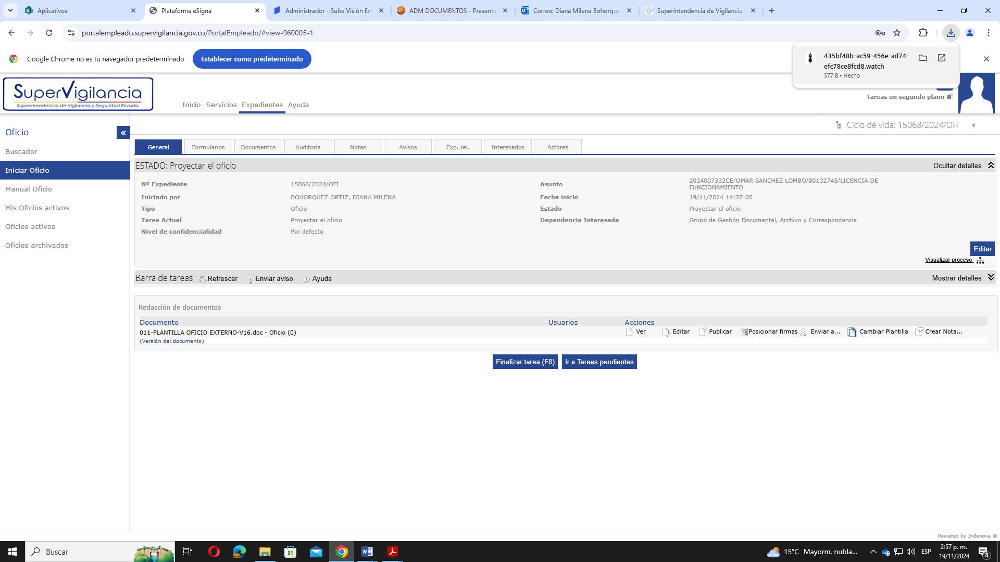 Aplicativos
Plataforma eSigna
Administrador - Suite Visión Em
ADM DOCUMENTOS - Presenta
Correo: Diana Milena Bohorque
Superintendencia de Vigilancia
portalempleado.supervigilancia.gov.co/PortalEmpleado/#view-960005-1
Google Chrome no es tu navegador predeterminado
Establecer como predeterminado
435bf48b-ac59-456e-ad74-
efc78ce8fcd8.watch
577 B • Hecho
SuperVigilancia
Superintendencia de Vigilancia y Seguridad Privada
Inicio Servicios Expedientes Ayuda
Tareas en segundo plano
Oficio
Buscador
Iniciar Oficio
Manual Oficio
Mis Oficios activos
Oficios activos
Oficios archivados
Ciclo de vida: 15068/2024/OFI
General Formularios Documentos Auditoría Notas Avisos Exp. rel. Interesados Actores
ESTADO: Proyectar el oficio
Ocultar detalles
Nº Expediente 15068/2024/OFI
Asunto 2024007332CE/OMAR SANCHEZ LOMBO/80132745/LICENCIA DE
FUNCIONAMIENTO
Iniciado por BOHORQUEZ ORTIZ, DIANA MILENA
Fecha inicio 19/11/2024 14:37:00
Tipo Oficio
Estado Proyectar el oficio
Tarea Actual Proyectar el oficio
Dependencia Interesada Grupo de Gestión Documental, Archivo y Correspondencia
Nivel de confidencialidad Por defecto
Editar
Visualizar proceso
Barra de tareas Refrescar Enviar aviso Ayuda
Mostrar detalles
Redacción de documentos
Documento Usuarios Acciones
011-PLANTILLA OFICIO EXTERNO-V16.doc - Oficio (0)
Ver Editar Publicar Posicionar firmas Enviar a... Cambiar Plantilla Crear Nota...
(Versión del documento)
Finalizar tarea (F8) Ir a Tareas pendientes
Powered by Indenova ®
Buscar
15°C Mayorm. nubla...
ESP
2:57 p. m.
19/11/2024
4